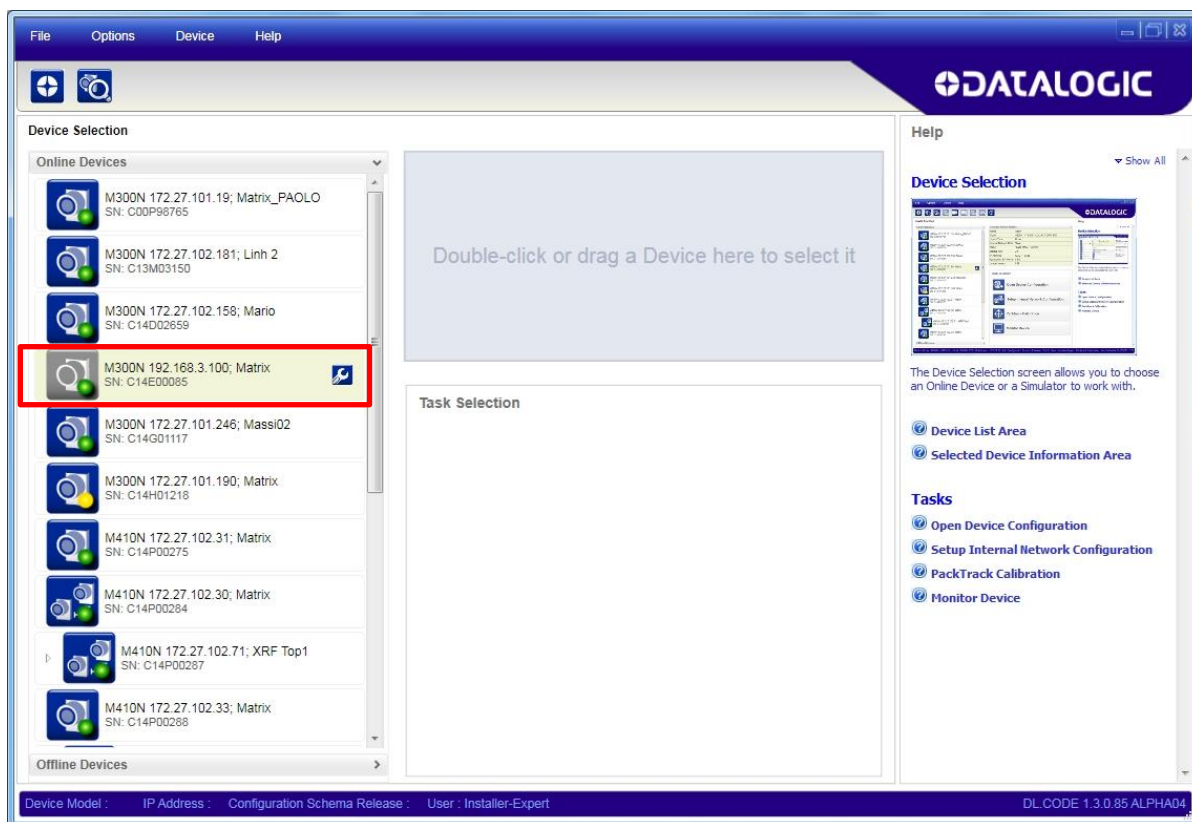 File Options Device Help
DATALOGIC
Device Selection
Online Devices
M300N 172.27.101.19; Matrix_PAOLO
SN: C00P98765
M300N 172.27.102.181; Linh 2
SN: C13M03150
M300N 172.27.102.158; Mario
SN: C14D02659
M300N 192.168.3.100; Matrix
SN: C14E00085
M300N 172.27.101.246; Massi02
SN: C14G01117
M300N 172.27.101.190; Matrix
SN: C14H01218
M410N 172.27.102.31; Matrix
SN: C14P00275
M410N 172.27.102.30; Matrix
SN: C14P00284
M410N 172.27.102.71; XRF Top1
SN: C14P00287
M410N 172.27.102.33; Matrix
SN: C14P00288
Offline Devices
Double-click or drag a Device here to select it
Task Selection
Help
Show All
Device Selection
The Device Selection screen allows you to choose
an Online Device or a Simulator to work with.
Device List Area
Selected Device Information Area
Tasks
Open Device Configuration
Setup Internal Network Configuration
PackTrack Calibration
Monitor Device
Device Model : IP Address : Configuration Schema Release : User : Installer-Expert DL.CODE 1.3.0.85 ALPHA04